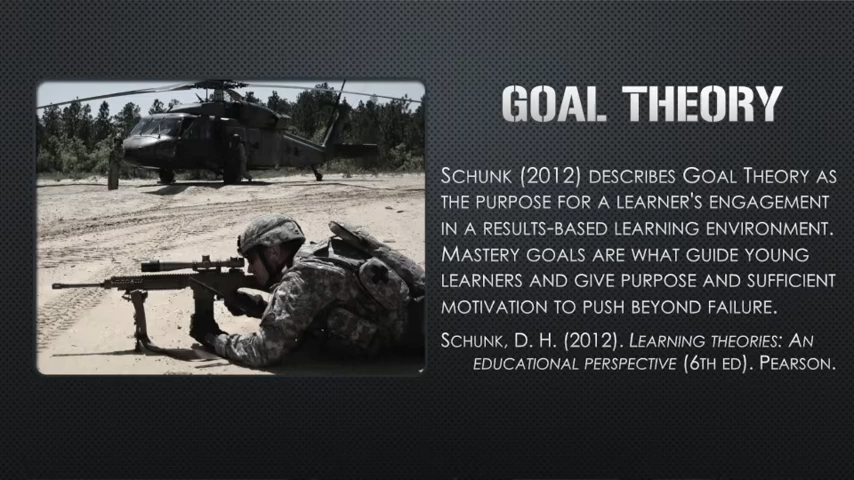 GOAL THEORY
SCHUNK (2012) DESCRIBES GOAL THEORY AS
THE PURPOSE FOR A LEARNER'S ENGAGEMENT
IN A RESULTS-BASED LEARNING ENVIRONMENT.
MASTERY GOALS ARE WHAT GUIDE YOUNG
LEARNERS AND GIVE PURPOSE AND SUFFICIENT
MOTIVATION TO PUSH BEYOND FAILURE.
SCHUNK, D. H. (2012). LEARNING THEORIES: AN
EDUCATIONAL PERSPECTIVE (6TH ED). PEARSON.